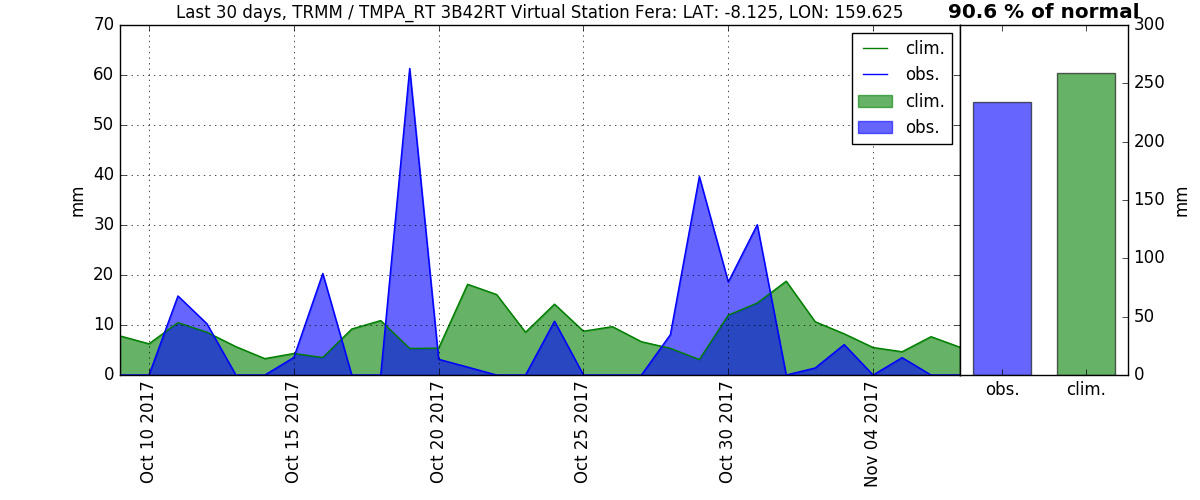 Last 30 days, TRMM / TMPA_RT 3B42RT Virtual Station Fera: LAT: -8.125, LON: 159.625
90.6 % of normal
70
60
50
40
30
20
10
0
mm
clim.
obs.
clim.
obs.
Oct 10 2017
Oct 15 2017
Oct 20 2017
Oct 25 2017
Oct 30 2017
Nov 04 2017
300
250
200
150
100
50
0
mm
obs.
clim.